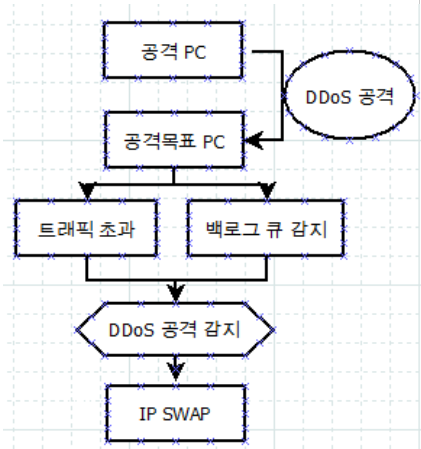 공격 PC
DDoS 공격
공격목표 PC
트래픽 초과
백로그 큐 감지
DDoS 공격 감지
IP SWAP